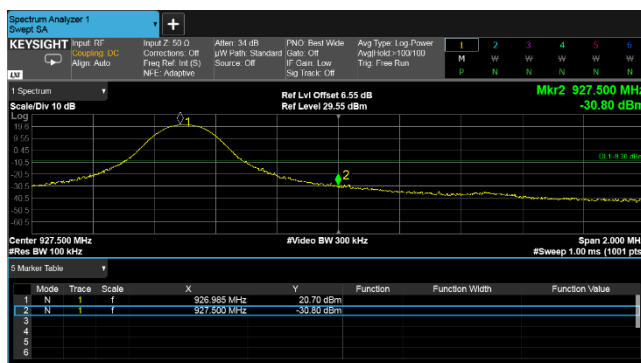 Spectrum Analyzer 1
Swept SA
+
KEYSIGHT Input: RF Input Z: 50 Ω Atten: 34 dB PNO: Best Wide Avg Type: Log-Power 1 2 3 4 5 6
Coupling: DC Corrections: Off µW Path: Standard Gate: Off Avg|Hold:>100/100 M W W W W W
Align: Auto Freq Ref: Int (S) Source: Off IF Gain: Low Trig: Free Run
LXI NFE: Adaptive Sig Track: Off P N N N N N
1 Spectrum Ref Lvl Offset 6.55 dB Mkr2 927.500 MHz
Scale/Div 10 dB Ref Level 29.55 dBm -30.80 dBm
Log
19.6
1
9.55
0.45
-10.5
DL1 -9.30 dBm
-20.5
-30.5
2
-40.5
-50.5
-60.5
Center 927.500 MHz #Video BW 300 kHz Span 2.000 MHz
#Res BW 100 kHz #Sweep 1.00 ms (1001 pts)
5 Marker Table
Mode Trace Scale X Y Function Function Width Function Value
1 N 1 f 926.985 MHz 20.70 dBm
2 N 1 f 927.500 MHz -30.80 dBm
3
4
5
6